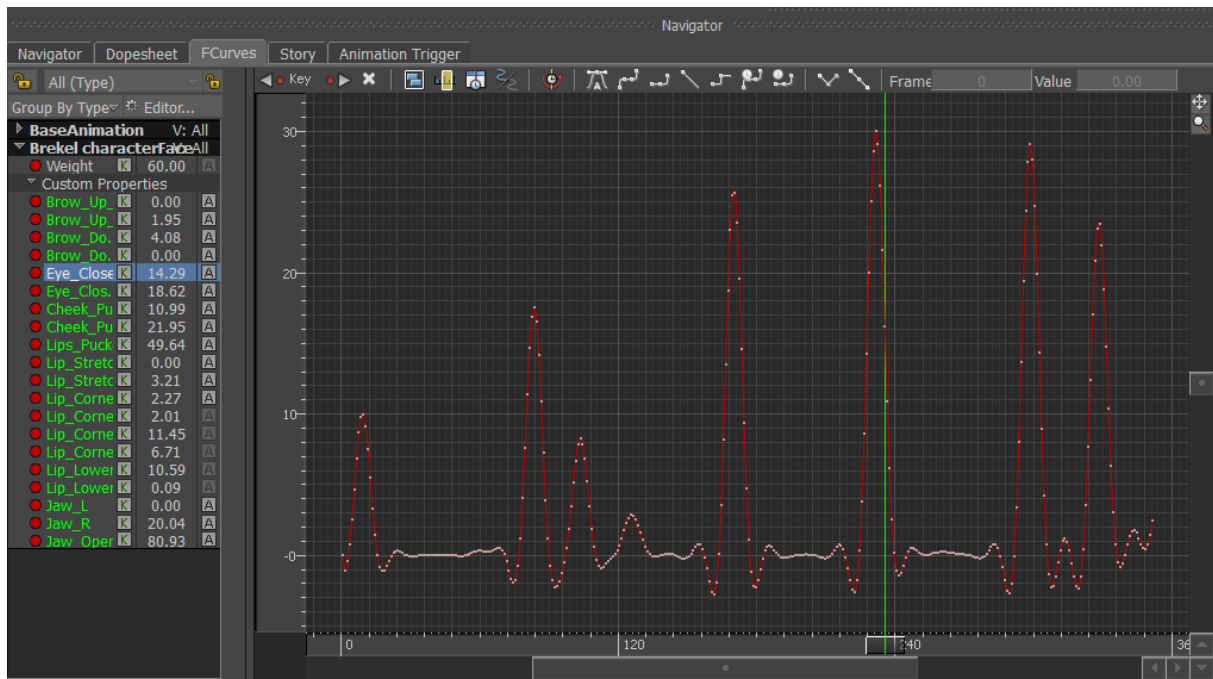 Navigator
Navigator Dopesheet FCurves Story Animation Trigger
All (Type) Key Frame 0 Value 0.00
Group By Type Editor...
BaseAnimation V: All
Brekel characterFace All
Weight K 60.00 A
Custom Properties
Brow_Up_ K 0.00 A
Brow_Up_ K 1.95 A
Brow_Do. K 4.08 A
Brow_Do. K 0.00 A
Eye_Close K 14.29 A
Eye_Clos. K 18.62 A
Cheek_Pu K 10.99 A
Cheek_Pu K 21.95 A
Lips_Puck K 49.64 A
Lip_Stretc K 0.00 A
Lip_Stretc K 3.21 A
Lip_Corne K 2.27 A
Lip_Corne K 2.01 A
Lip_Corne K 11.45 A
Lip_Corne K 6.71 A
Lip_Lower K 10.59 A
Lip_Lower K 0.09 A
Jaw_L K 0.00 A
Jaw_R K 20.04 A
Jaw_Oper K 80.93 A
30
20
10
-0
0 120 240 36